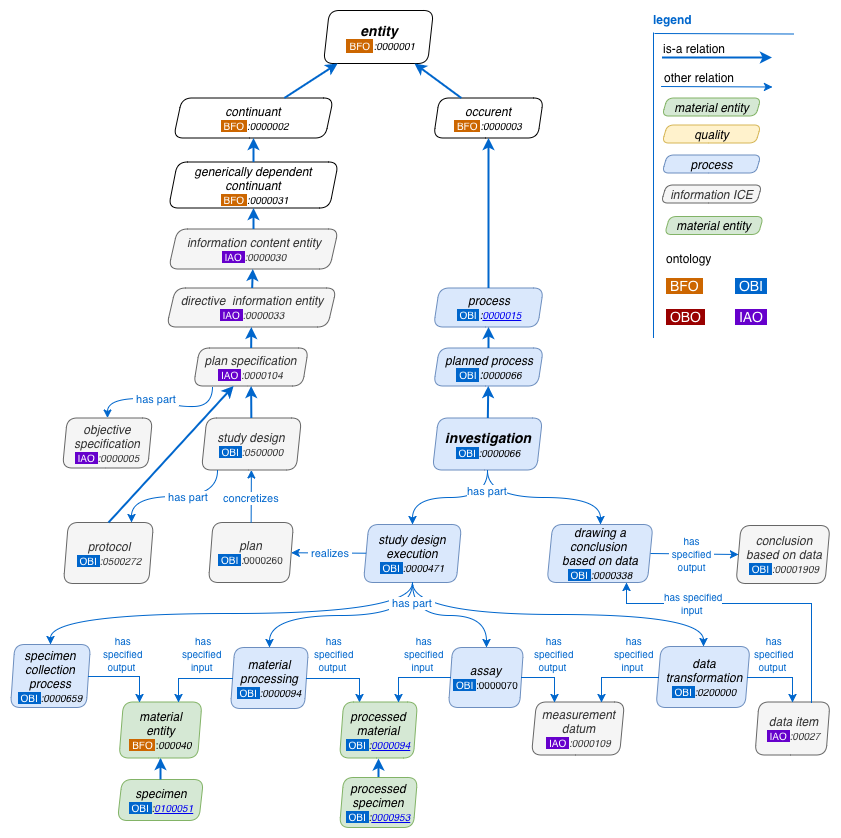 entity
BFO :0000001
legend
is-a relation
other relation
material entity
quality
process
information ICE
material entity
ontology
BFO
OBI
OBO
IAO
continuant
BFO :0000002
occurent
BFO :0000003
generically dependent
continuant
BFO :0000031
information content entity
IAO :0000030
directive information entity
IAO :0000033
process
OBI :0000015
plan specification
IAO :0000104
planned process
OBI :0000066
has part
objective
specification
IAO :0000005
study design
OBI :0500000
investigation
OBI :0000066
has part
concretizes
has part
protocol
OBI :0500272
plan
OBI :0000260
realizes
study design
execution
OBI :0000471
drawing a
conclusion
based on data
OBI :0000338
has
specified
output
conclusion
based on data
OBI :00001909
has part
has specified
input
specimen
collection
process
OBI :0000659
has
specified
output
has
specified
input
material
processing
OBI :0000094
has
specified
output
has
specified
input
assay
OBI :0000070
has
specified
output
has
specified
input
data
transformation
OBI :0200000
has
specified
output
material
entity
BFO :000040
processed
material
OBI :0000094
measurement
datum
IAO :0000109
data item
IAO :00027
specimen
OBI :0100051
processed
specimen
OBI :0000953